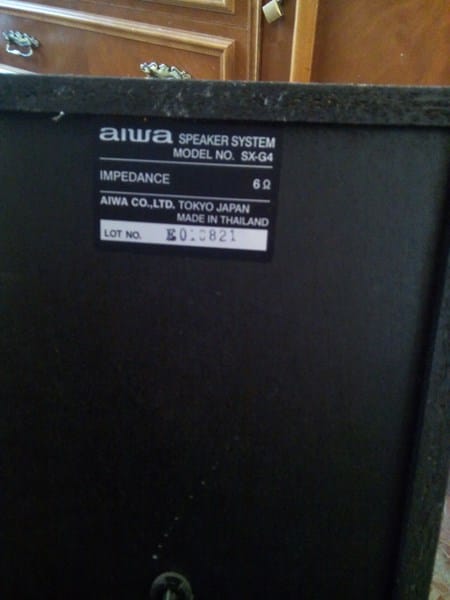 aiwa SPEAKER SYSTEM
MODEL NO. SX-G4
IMPEDANCE 6Ω
AIWA CO.,LTD. TOKYO JAPAN
MADE IN THAILAND
LOT NO.